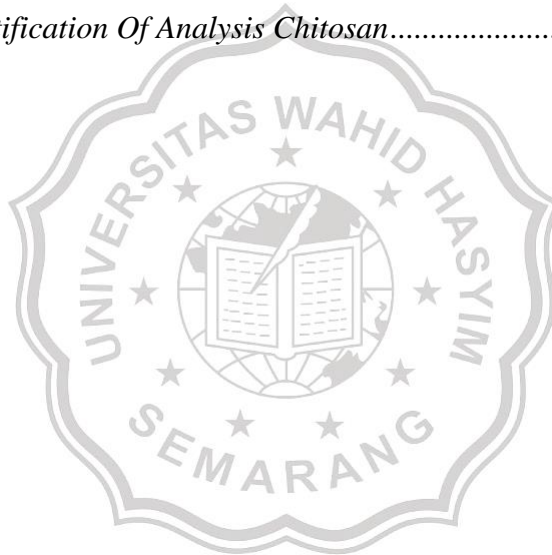 tification Of Analysis Chitosan.....................
UNIVERSITAS WAHID HASYIM
SEMARANG